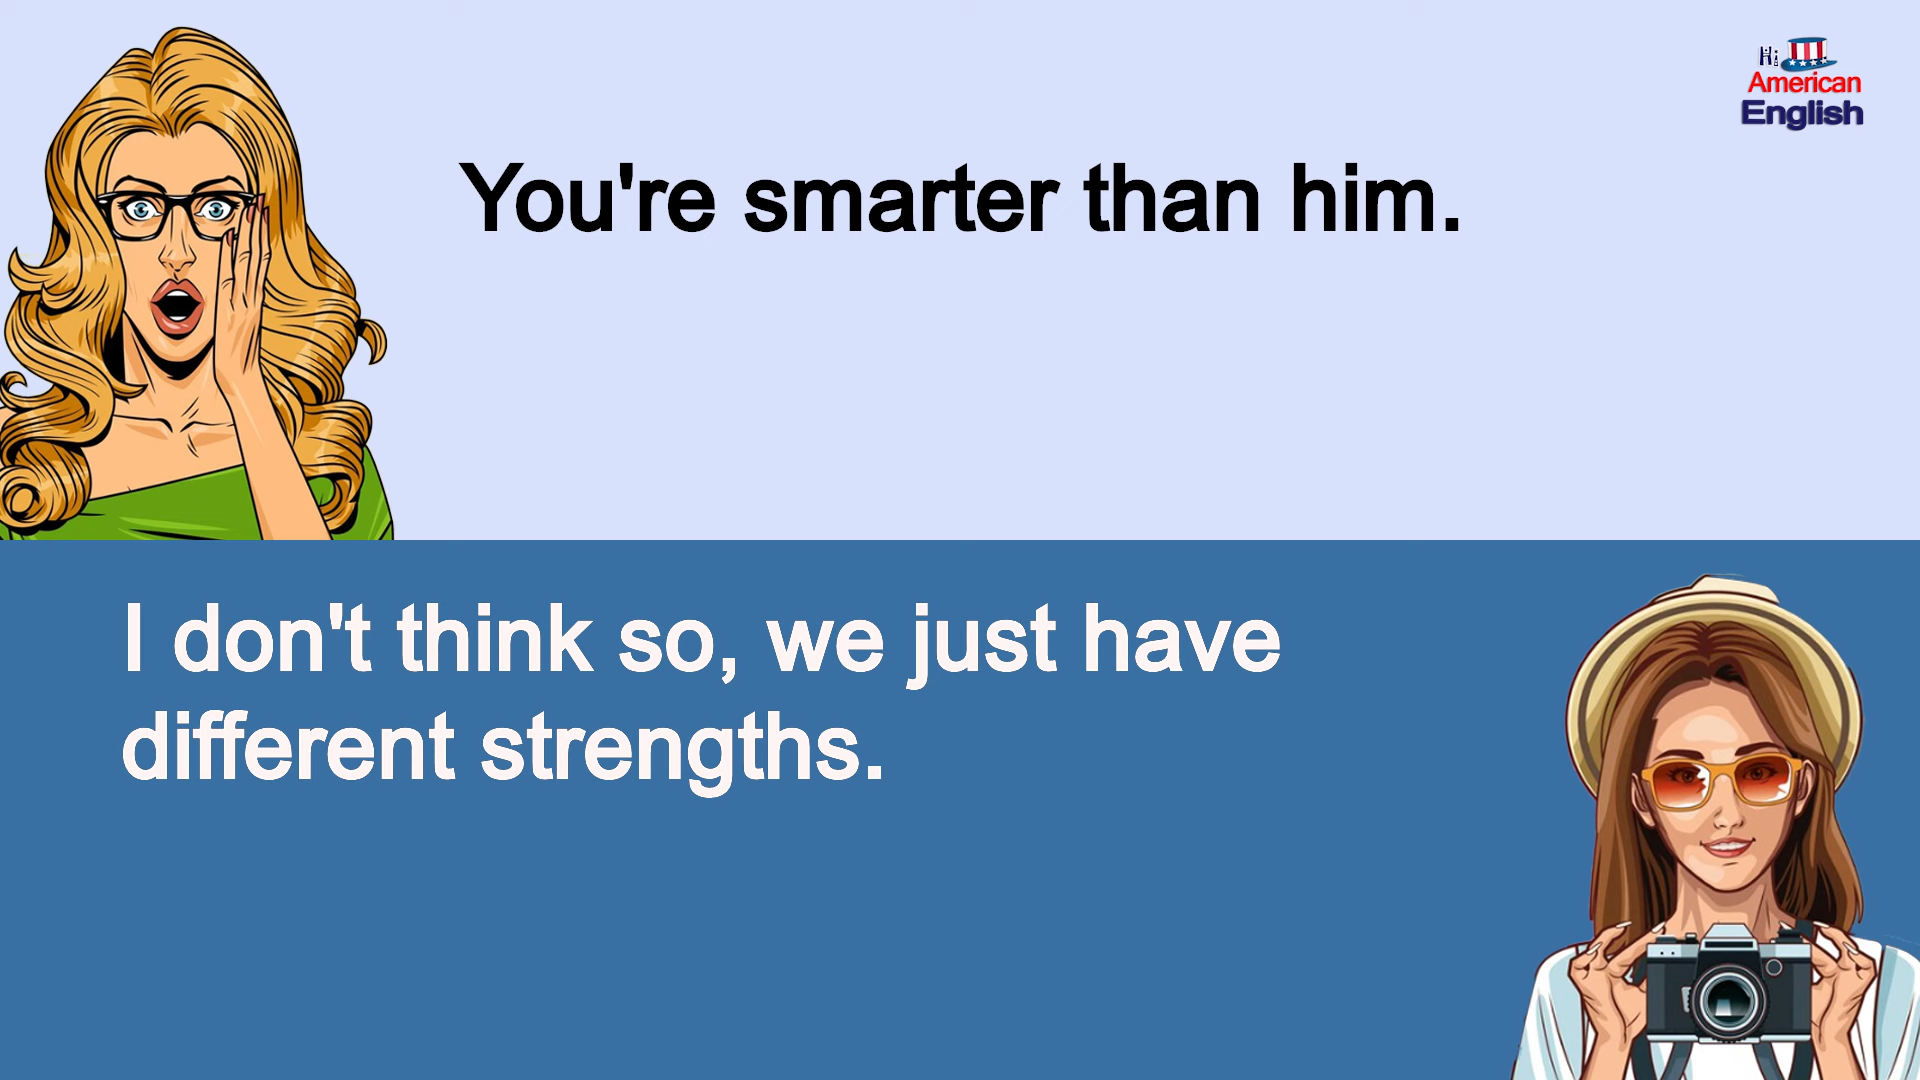 Hi
American
English
You're smarter than him.
I don't think so, we just have
different strengths.